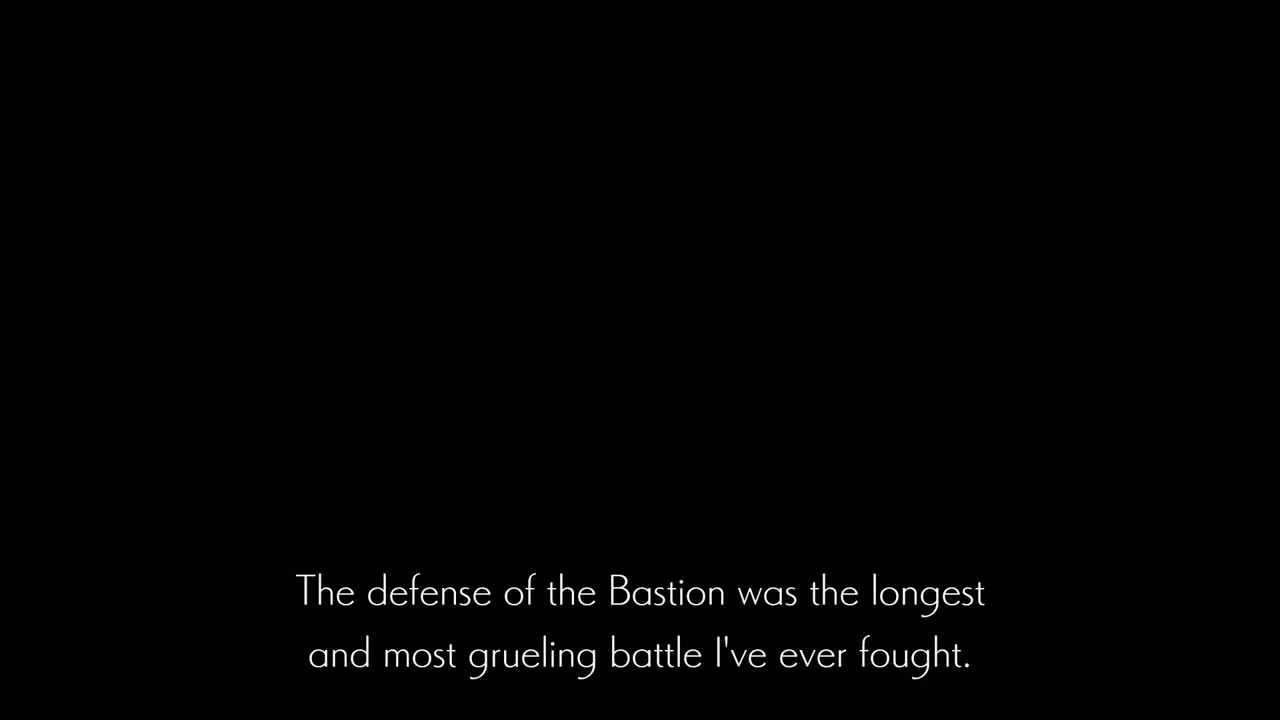 The defense of the Bastion was the longest
and most grueling battle I've ever fought.